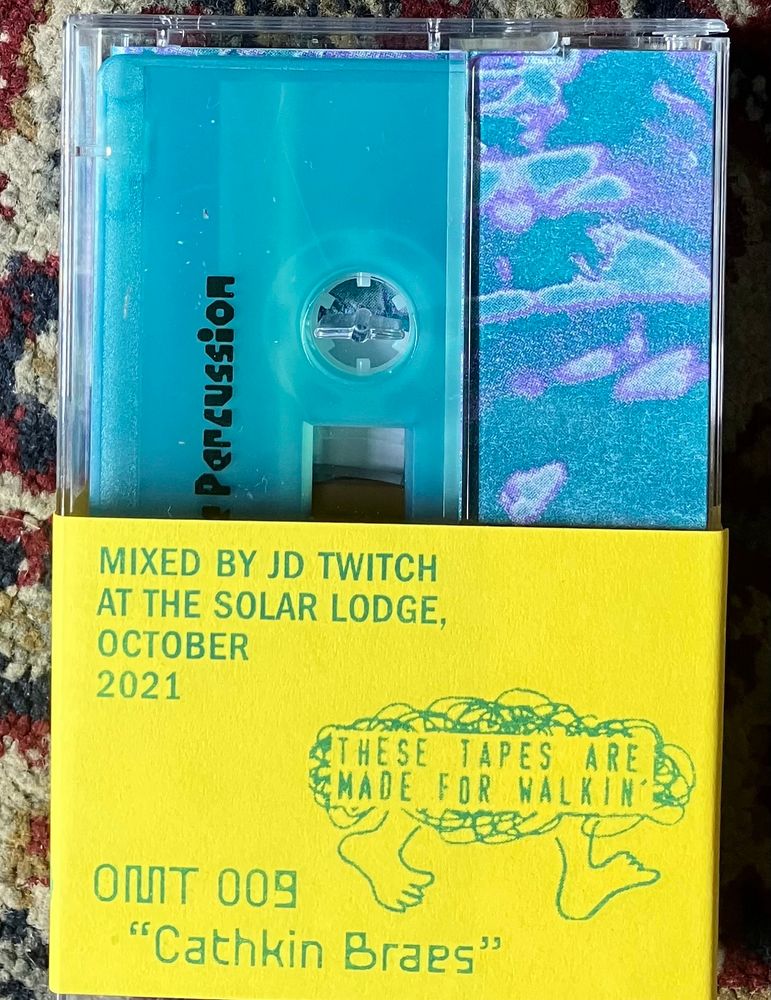 Percussion
MIXED BY JD TWITCH
AT THE SOLAR LODGE,
OCTOBER
2021
THESE TAPES ARE
MADE FOR WALKIN'
OMT 009
"Cathkin Braes"